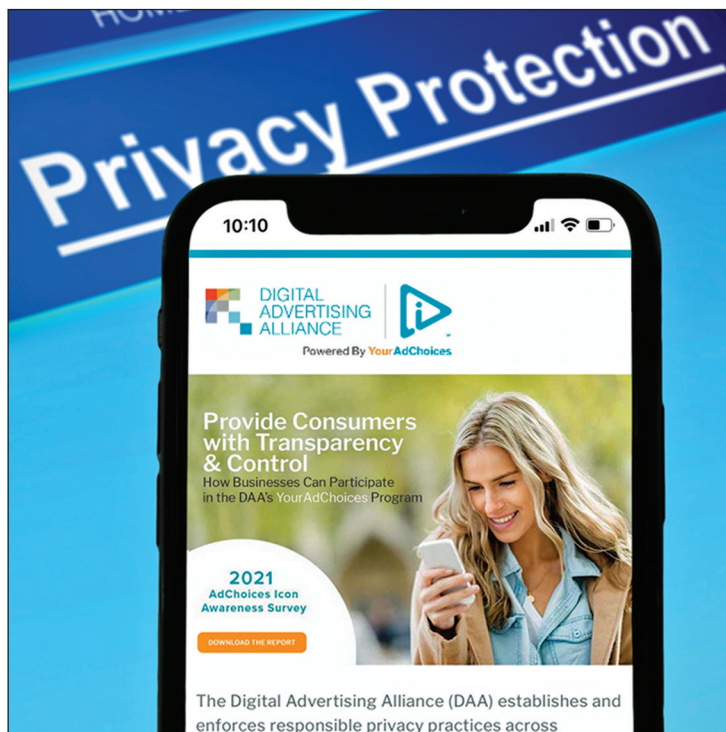 HOME
Privacy Protection
10:10
DIGITAL
ADVERTISING
ALLIANCE
Powered By YourAdChoices
Provide Consumers
with Transparency
& Control
How Businesses Can Participate
in the DAA's YourAdChoices Program
2021
AdChoices Icon
Awareness Survey
DOWNLOAD THE REPORT
The Digital Advertising Alliance (DAA) establishes and
enforces responsible privacy practices across